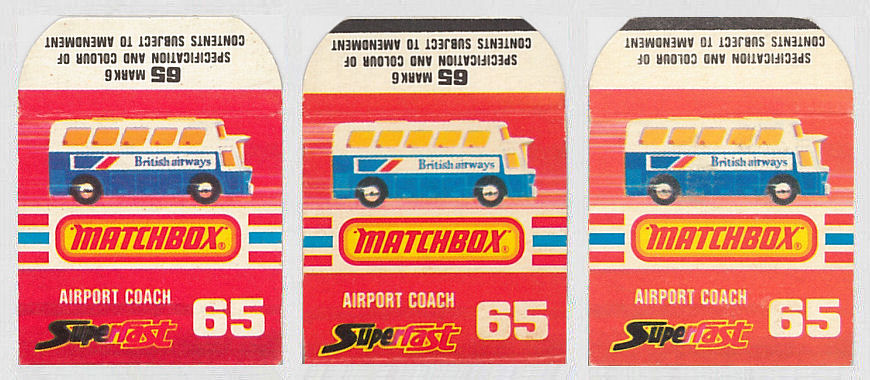 65 MARK 6
SPECIFICATION AND COLOUR OF
CONTENTS SUBJECT TO AMENDMENT
British airways
"MATCHBOX"®
AIRPORT COACH
Superfast
65
65 MARK 6
SPECIFICATION AND COLOUR OF
CONTENTS SUBJECT TO AMENDMENT
British airways
"MATCHBOX"®
AIRPORT COACH
Superfast
65
SPECIFICATION AND COLOUR OF
CONTENTS SUBJECT TO AMENDMENT
British airways
"MATCHBOX"®
AIRPORT COACH
Superfast
65